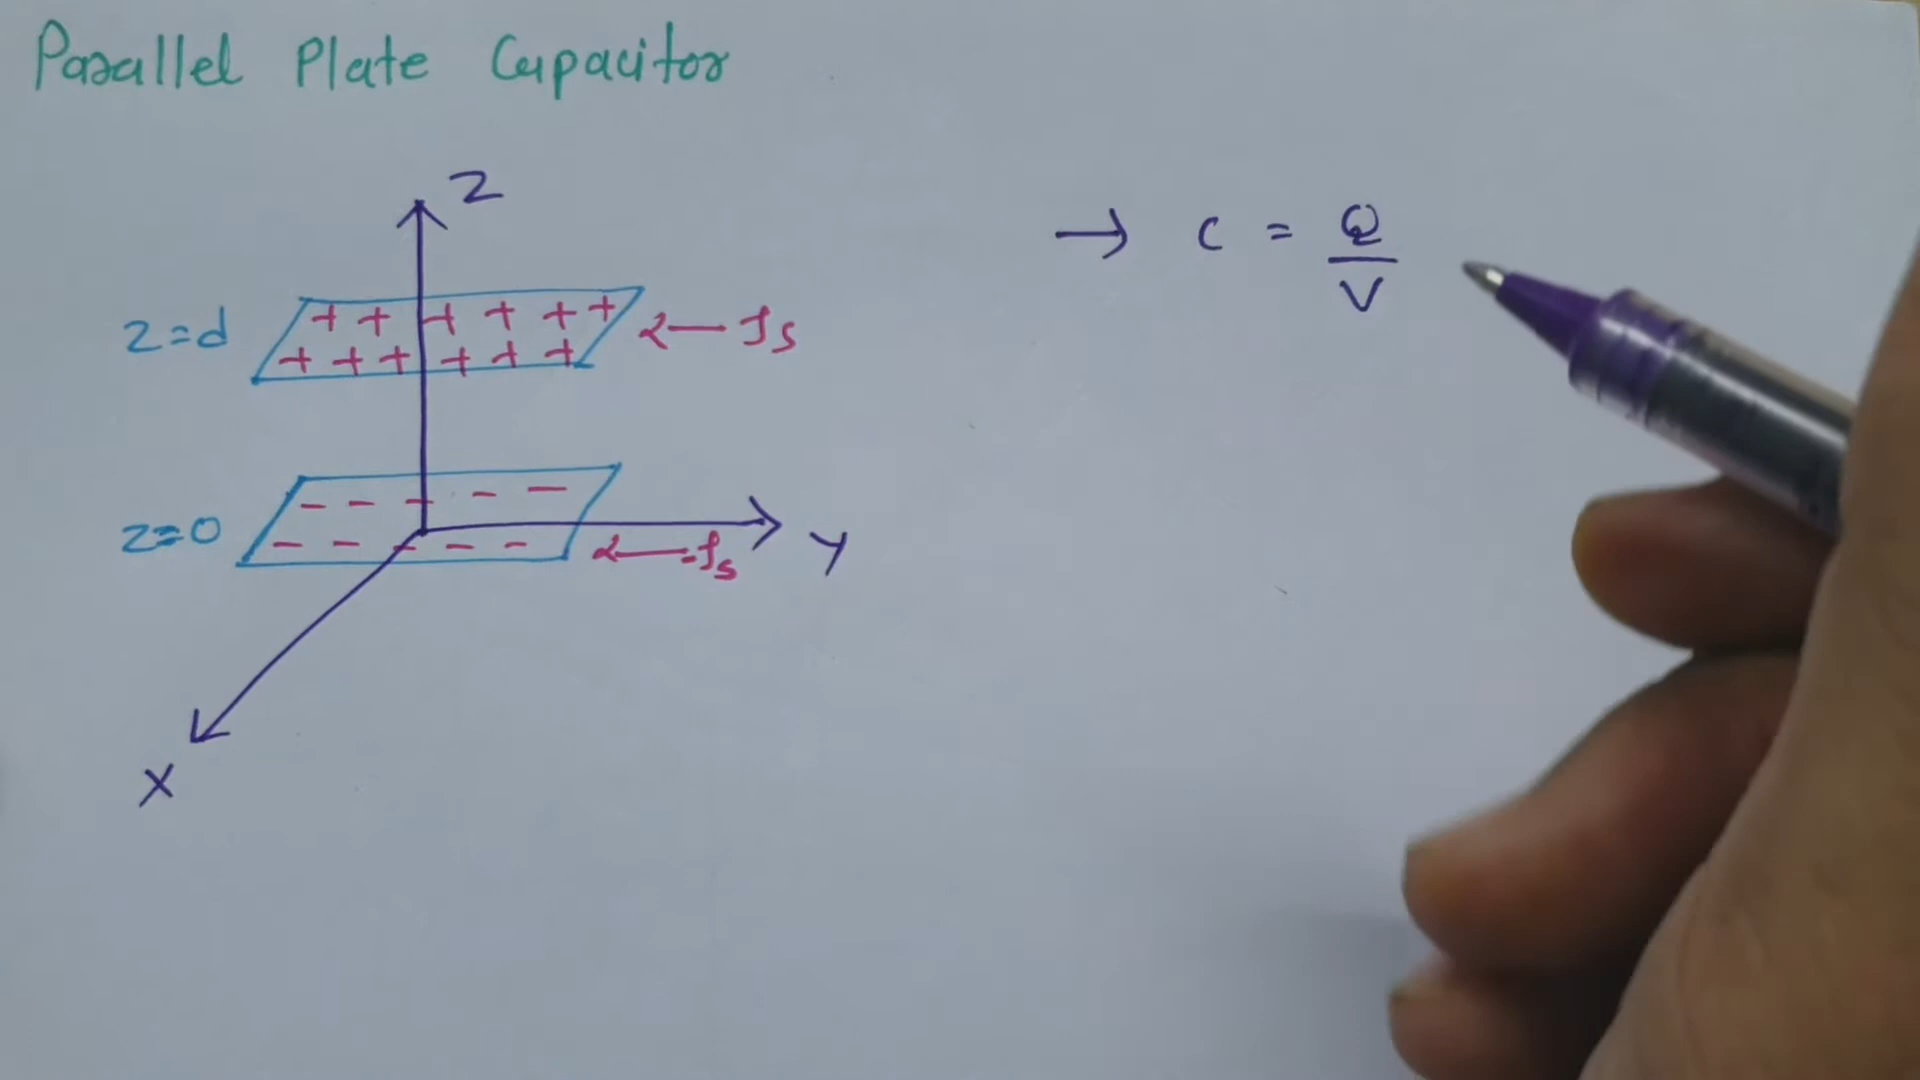 Parallel Plate Capacitor
Z
→ C = Q/V
z=d + + + + + + ← ρs
+ + + + + +
z=0 - - - - -
- - - - - ← -ρs
Y
X